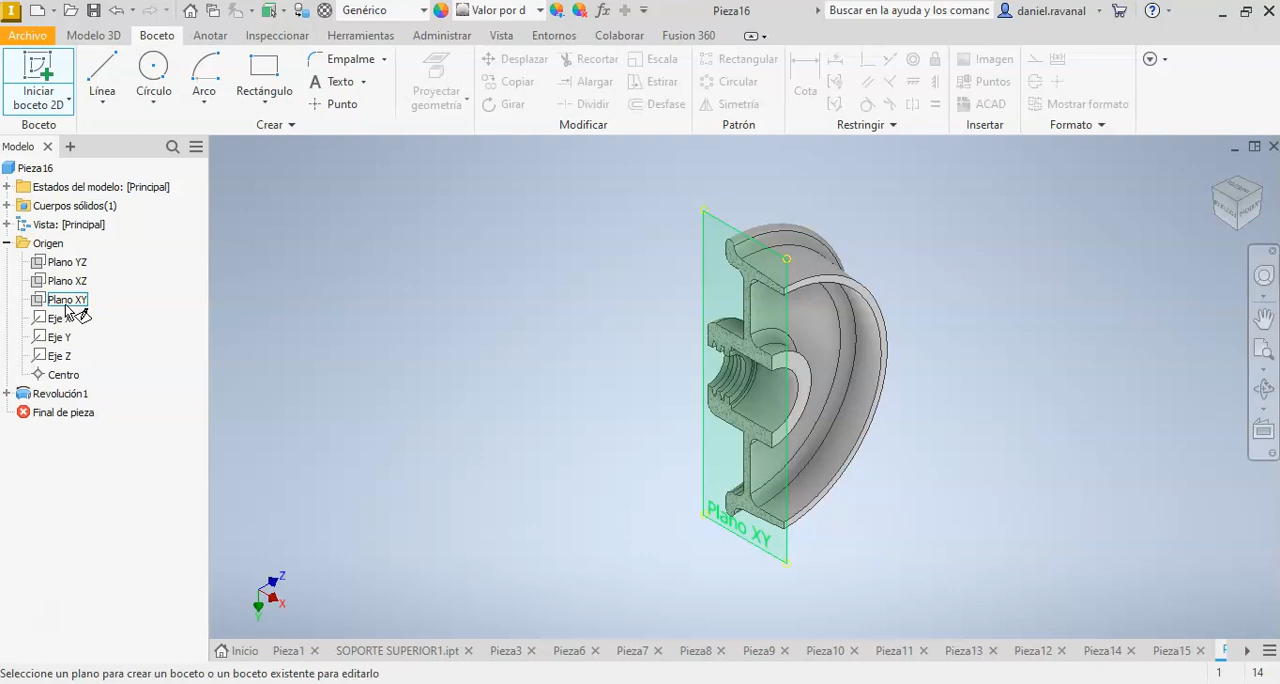 Genérico
Valor por d
Pieza16
Buscar en la ayuda y los comanc
daniel.ravanal
Archivo
Modelo 3D
Boceto
Anotar
Inspeccionar
Herramientas
Administrar
Vista
Entornos
Colaborar
Fusion 360
Iniciar
boceto 2D
Línea
Círculo
Arco
Rectángulo
Empalme
Texto
Punto
Proyectar
geometría
Desplazar
Copiar
Girar
Recortar
Alargar
Dividir
Escala
Estirar
Desfase
Rectangular
Circular
Simetría
Cota
Imagen
Puntos
ACAD
Mostrar formato
Boceto
Crear
Modificar
Patrón
Restringir
Insertar
Formato
Modelo
Pieza16
Estados del modelo: [Principal]
Cuerpos sólidos(1)
Vista: [Principal]
Origen
Plano YZ
Plano XZ
Plano XY
Eje X
Eje Y
Eje Z
Centro
Revolución1
Final de pieza
Plano XY
Z
X
Y
Inicio
Pieza1
SOPORTE SUPERIOR1.ipt
Pieza3
Pieza6
Pieza7
Pieza8
Pieza9
Pieza10
Pieza11
Pieza13
Pieza12
Pieza14
Pieza15
Seleccione un plano para crear un boceto o un boceto existente para editarlo
1
14